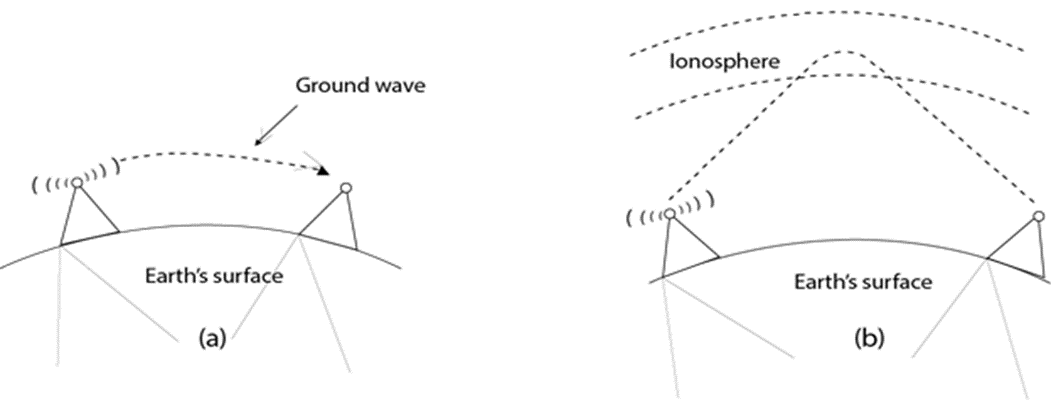 Ground wave
Earth's surface
(a)
Ionosphere
Earth's surface
(b)